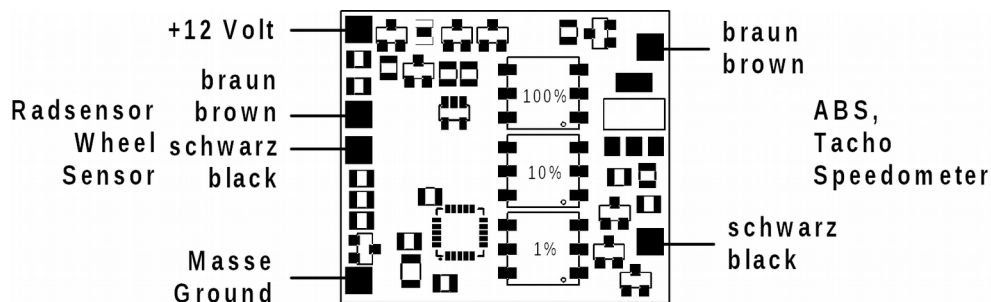 +12 Volt
braun
brown
Radsensor
Wheel
Sensor
schwarz
black
Masse
Ground
100%
10%
1%
braun
brown
ABS,
Tacho
Speedometer
schwarz
black